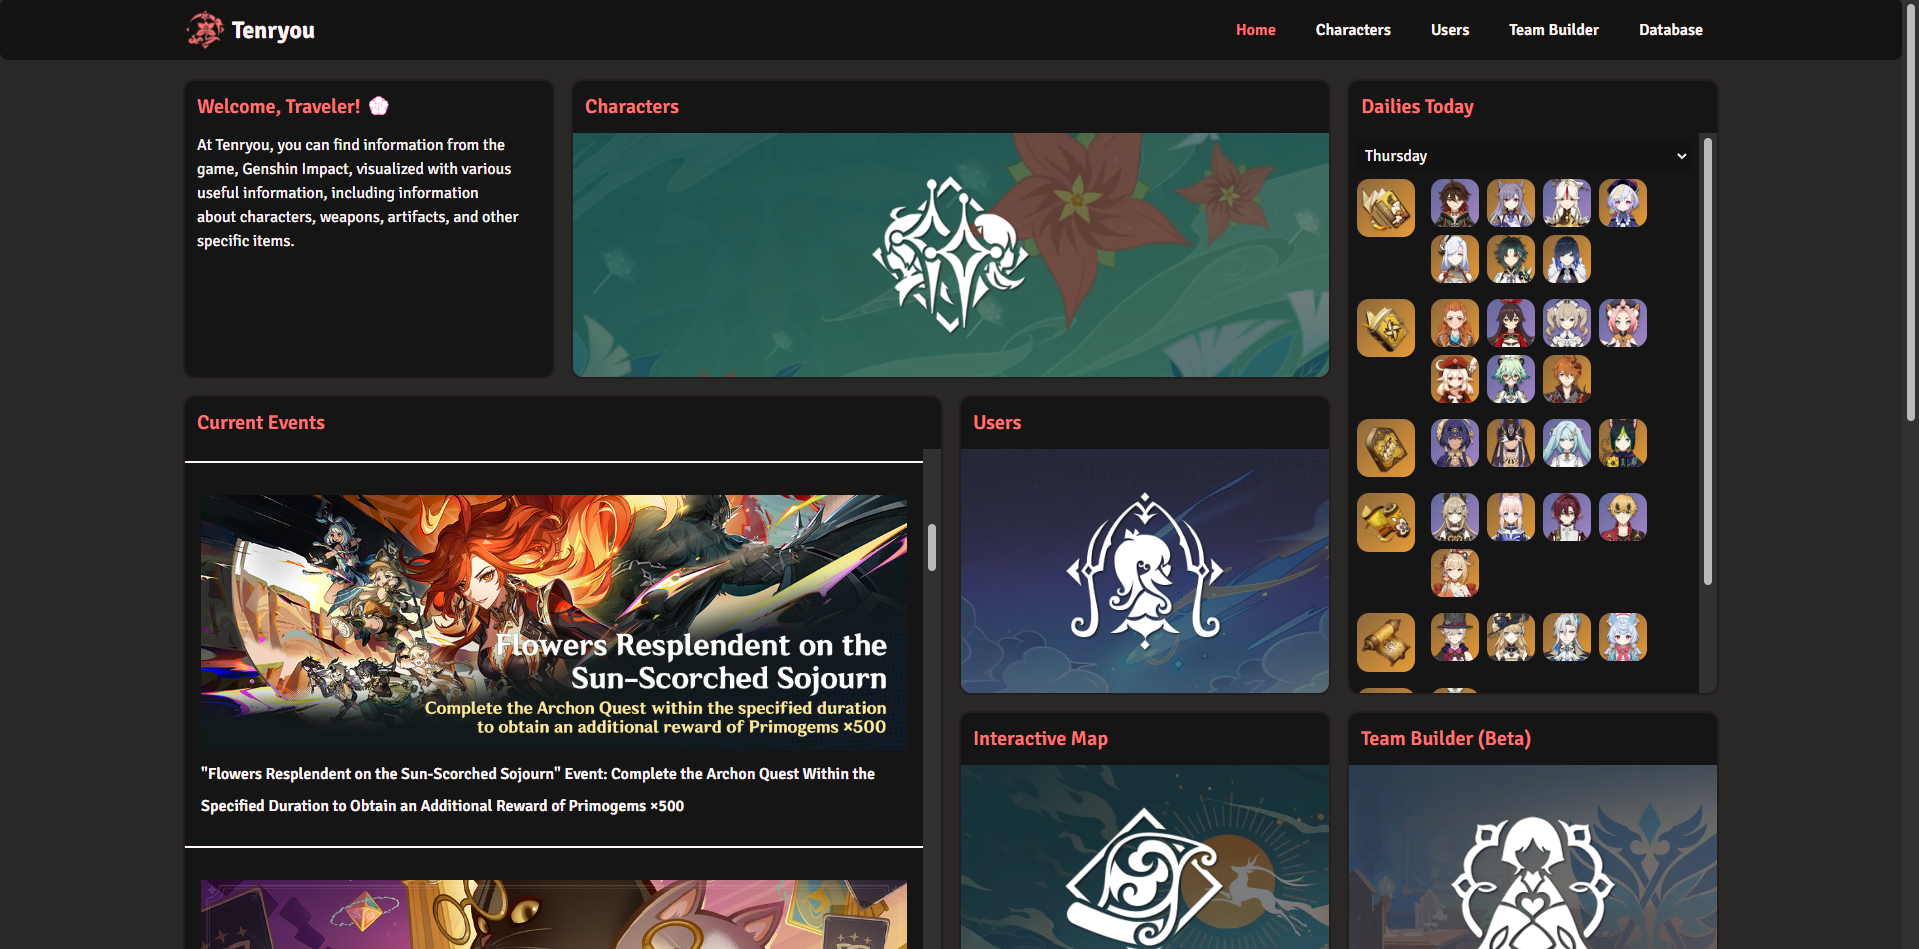 Tenryou
Home
Characters
Users
Team Builder
Database
Welcome, Traveler!
At Tenryou, you can find information from the
game, Genshin Impact, visualized with various
useful information, including information
about characters, weapons, artifacts, and other
specific items.
Characters
Dailies Today
Thursday
Current Events
Flowers Resplendent on the
Sun-Scorched Sojourn
Complete the Archon Quest within the specified duration
to obtain an additional reward of Primogems ×500
"Flowers Resplendent on the Sun-Scorched Sojourn" Event: Complete the Archon Quest Within the
Specified Duration to Obtain an Additional Reward of Primogems ×500
Users
Interactive Map
Team Builder (Beta)